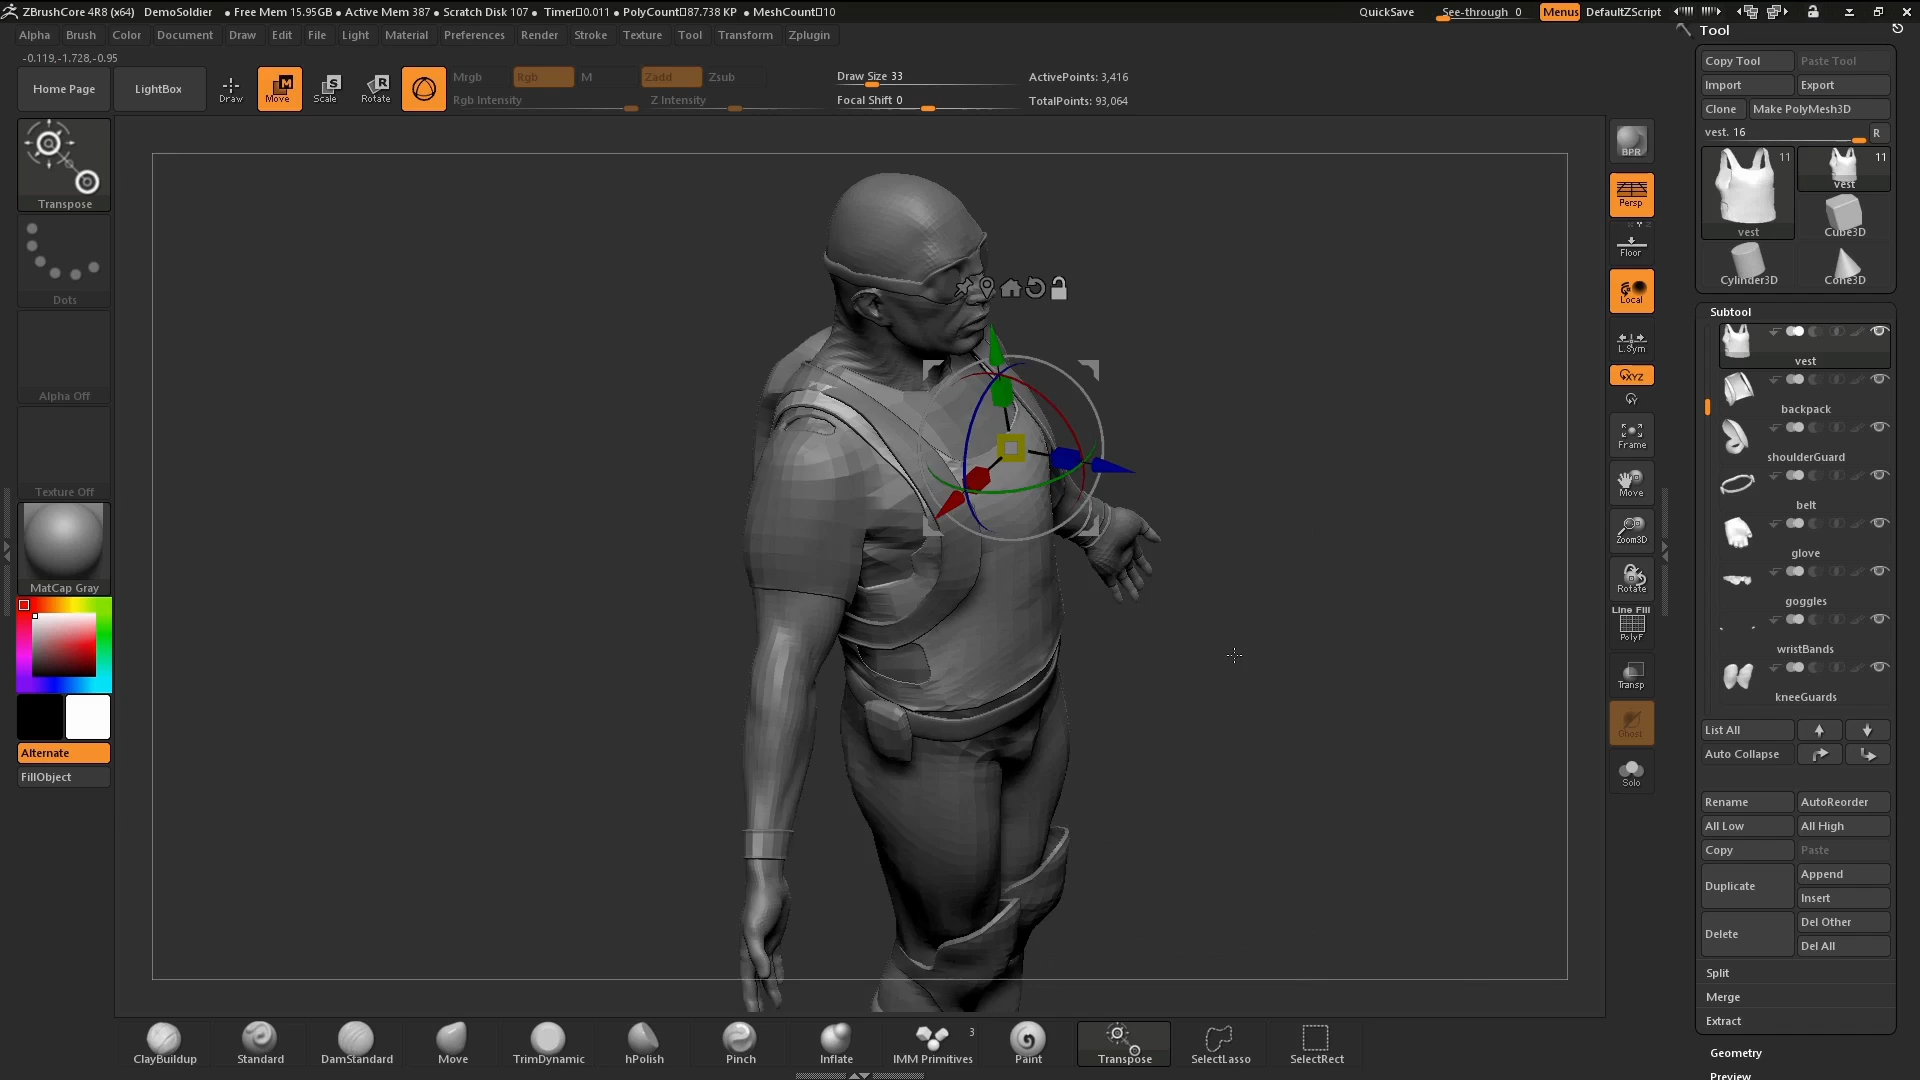 ZBrushCore 4R8 (x64) DemoSoldier ● Free Mem 15.95GB ● Active Mem 387 ● Scratch Disk 107 ● Timer▯0.011 ● PolyCount▯87.738 KP ● MeshCount▯10 QuickSave See-through 0 Menus DefaultZScript
Alpha Brush Color Document Draw Edit File Light Material Preferences Render Stroke Texture Tool Transform Zplugin
-0.119,-1.728,-0.95
Home Page
LightBox
Draw
M
Move
S
Scale
R
Rotate
Mrgb Rgb M Zadd Zsub
Rgb Intensity Z Intensity
Draw Size 33
Focal Shift 0
ActivePoints: 3,416
TotalPoints: 93,064
Transpose
Dots
Alpha Off
Texture Off
MatCap Gray
Alternate
FillObject
BPR
Persp
Floor
Local
L.Sym
XYZ
Y
Frame
Move
Zoom3D
Rotate
Line Fill
PolyF
Transp
Ghost
Solo
Tool
Copy Tool Paste Tool
Import Export
Clone Make PolyMesh3D
vest. 16 R
11
vest
11
vest
Cube3D
Cylinder3D
Cone3D
Subtool
vest
backpack
shoulderGuard
belt
glove
goggles
wristBands
kneeGuards
List All
Auto Collapse
Rename AutoReorder
All Low All High
Copy Paste
Duplicate
Append
Insert
Delete
Del Other
Del All
Split
Merge
Extract
Geometry
Preview
ClayBuildup Standard DamStandard Move TrimDynamic hPolish Pinch Inflate IMM Primitives 3 Paint Transpose SelectLasso SelectRect